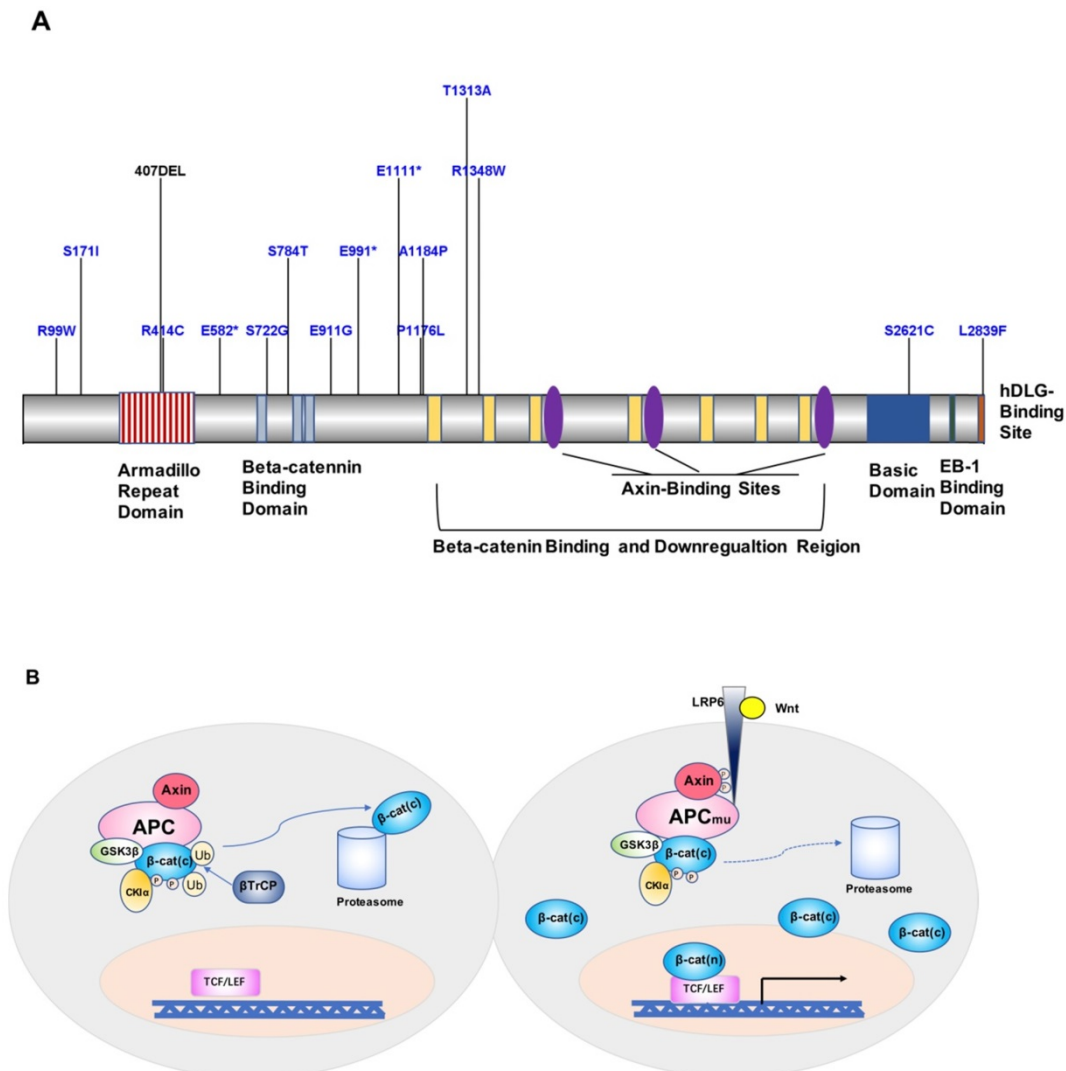 A
T1313A
407DEL
E1111*
R1348W
S171I
S784T
E991*
A1184P
R99W
R414C
E582*
S722G
E911G
P1176L
S2621C
L2839F
hDLG-
Binding
Site
Armadillo
Repeat
Domain
Beta-catennin
Binding
Domain
Axin-Binding Sites
Basic
Domain
EB-1
Binding
Domain
Beta-catenin Binding and Downregualtion Reigion
B
Axin
APC
GSK3β
β-cat(c)
Ub
Ub
P
P
CKIα
βTrCP
β-cat(c)
Proteasome
TCF/LEF
LRP6
Wnt
Axin
P
P
APCmu
GSK3β
β-cat(c)
P
P
CKIα
Proteasome
β-cat(c)
β-cat(c)
β-cat(c)
β-cat(n)
TCF/LEF